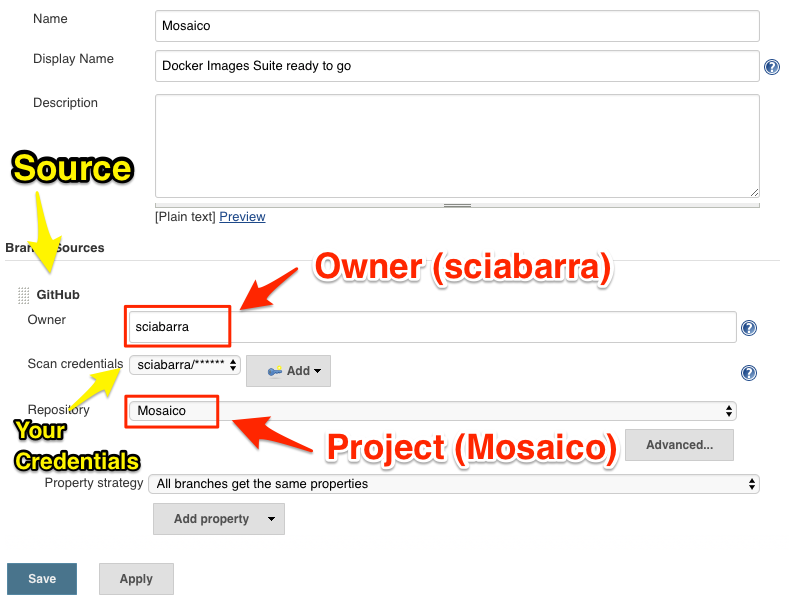 Name
Mosaico
Display Name
Docker Images Suite ready to go
Description
Source
[Plain text] Preview
Branch Sources
Owner (sciabarra)
GitHub
Owner
sciabarra
Scan credentials
sciabarra/******
Add
Repository
Mosaico
Your
Credentials
Project (Mosaico)
Advanced...
Property strategy
All branches get the same properties
Add property
Save
Apply